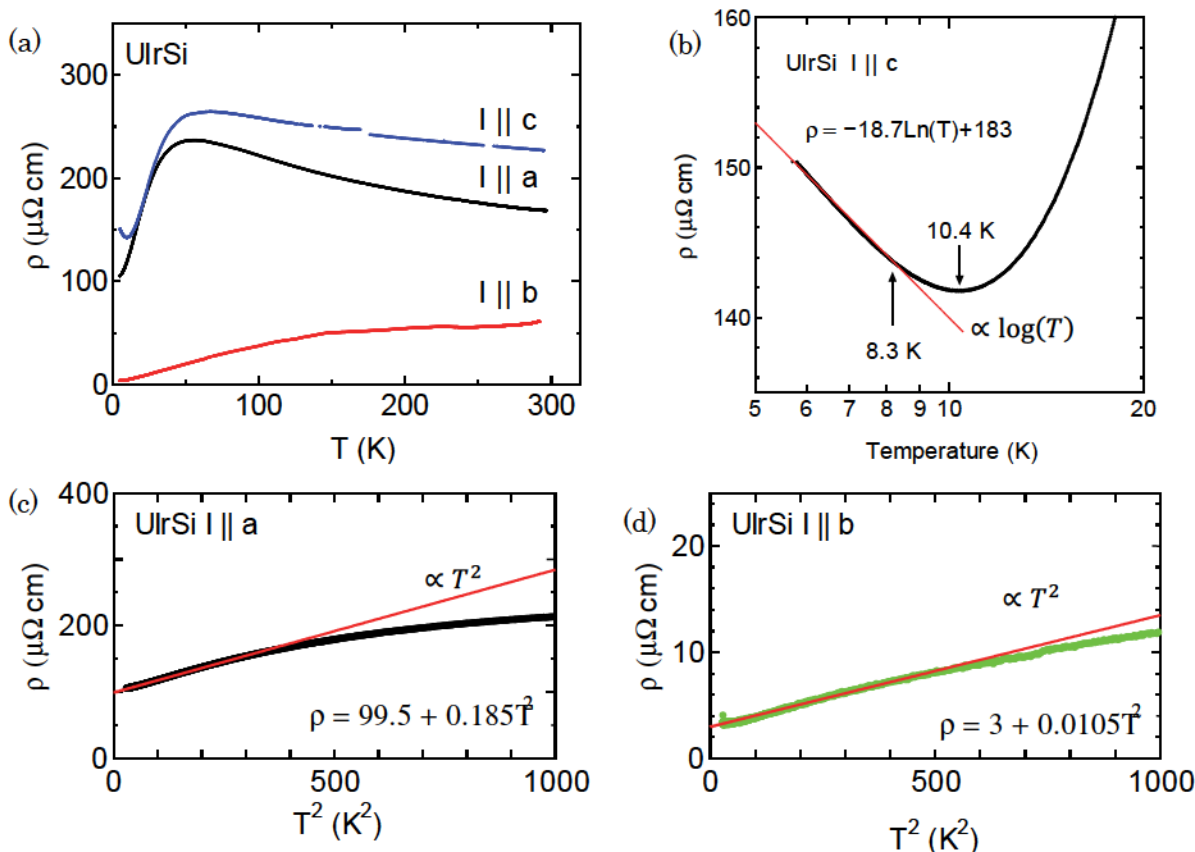 (a)
UIrSi
I || c
I || a
I || b
300
200
100
0
ρ (μΩ cm)
0
100
200
300
T (K)
(b)
UIrSi I || c
ρ = −18.7Ln(T)+183
10.4 K
8.3 K
∝ log(T)
160
150
140
ρ (μΩ cm)
5
6
7
8
9
10
20
Temperature (K)
(c)
UIrSi I || a
∝ T²
ρ = 99.5 + 0.185T²
400
200
0
ρ (μΩ cm)
0
500
1000
T² (K²)
(d)
UIrSi I || b
∝ T²
ρ = 3 + 0.0105T²
20
10
0
ρ (μΩ cm)
0
500
1000
T² (K²)